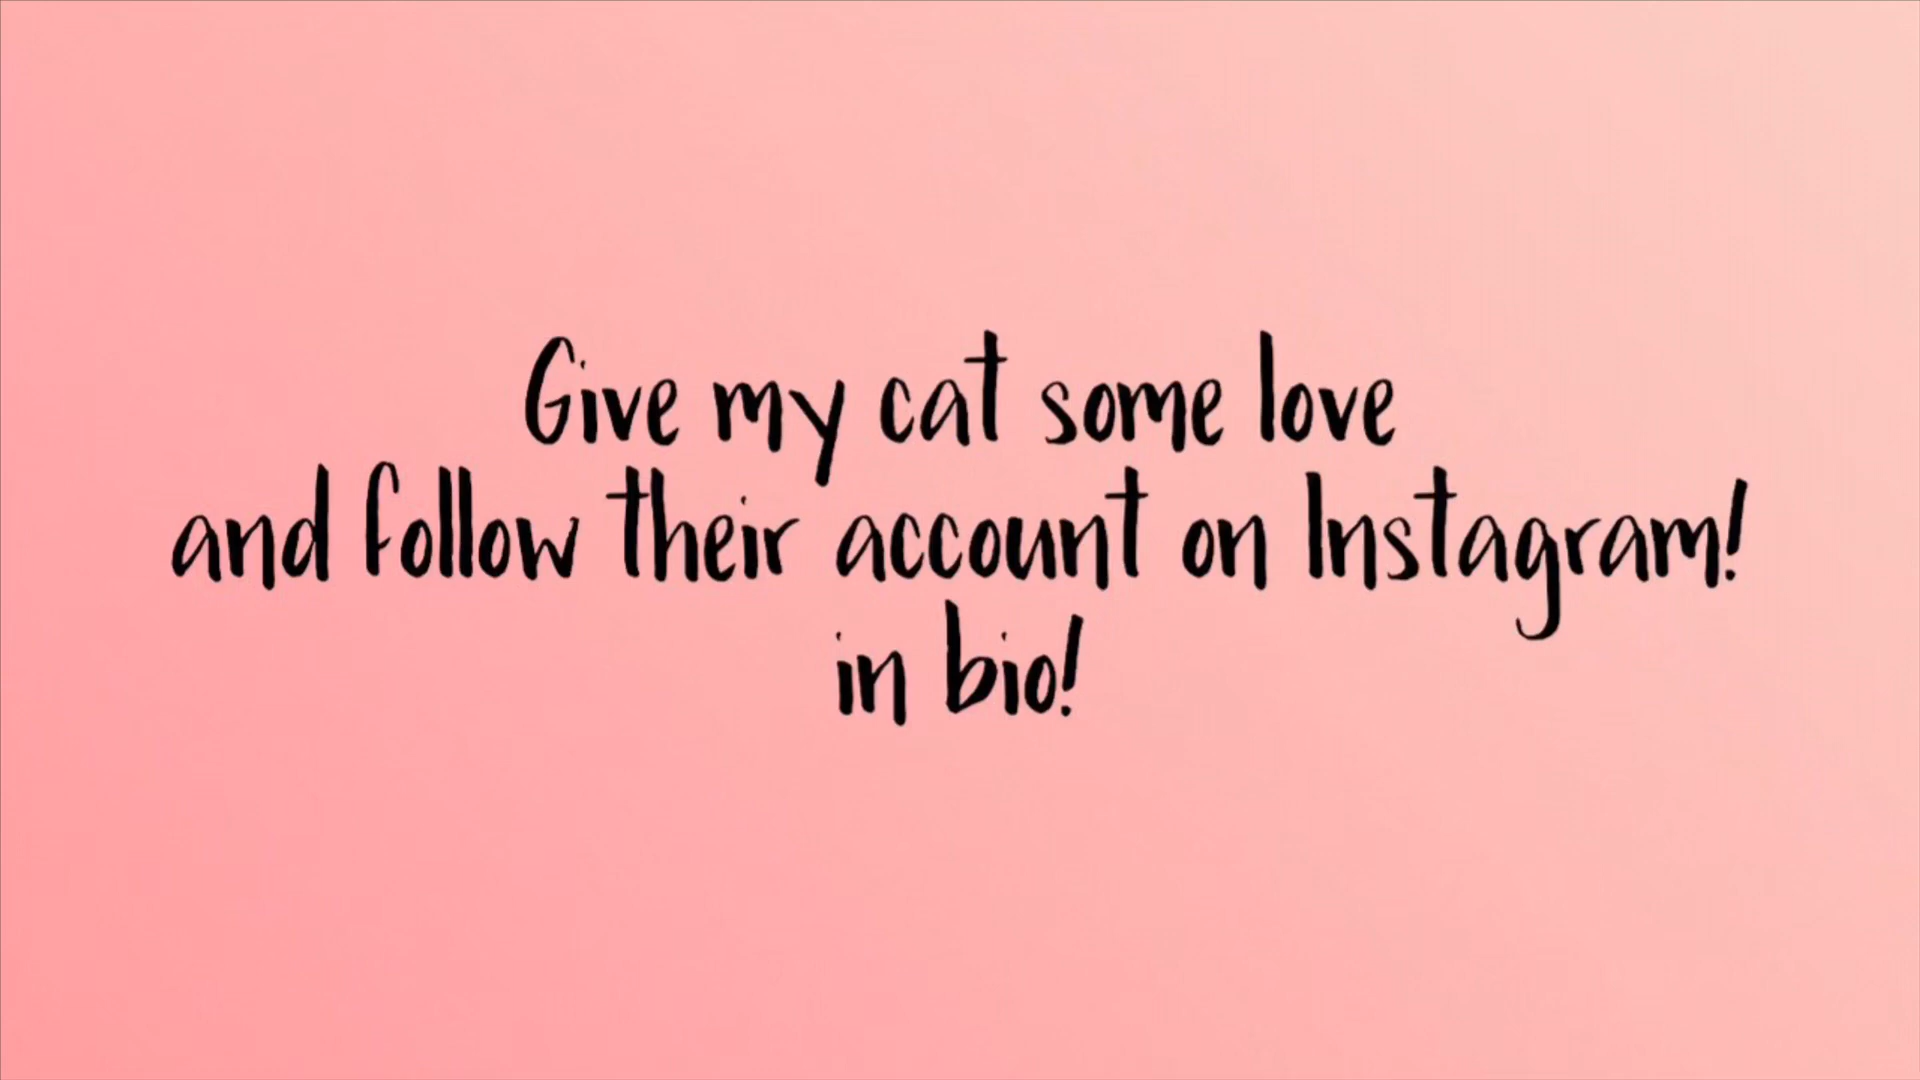 Give my cat some love
and follow their account on Instagram!
in bio!